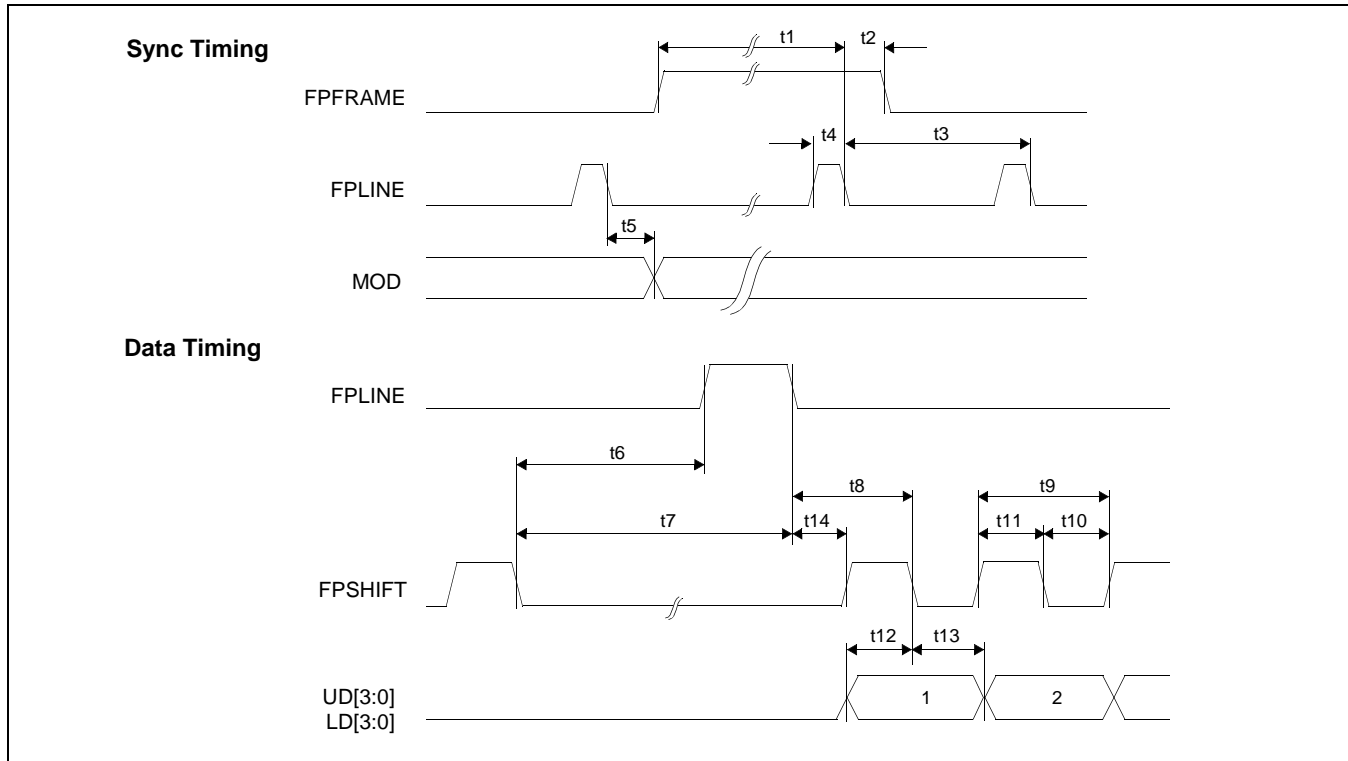 Sync Timing
t1
t2
FPFRAME
t4
t3
FPLINE
t5
MOD
Data Timing
FPLINE
t6
t8
t9
t7
t14
t11
t10
FPSHIFT
t12
t13
UD[3:0]
LD[3:0]
1
2